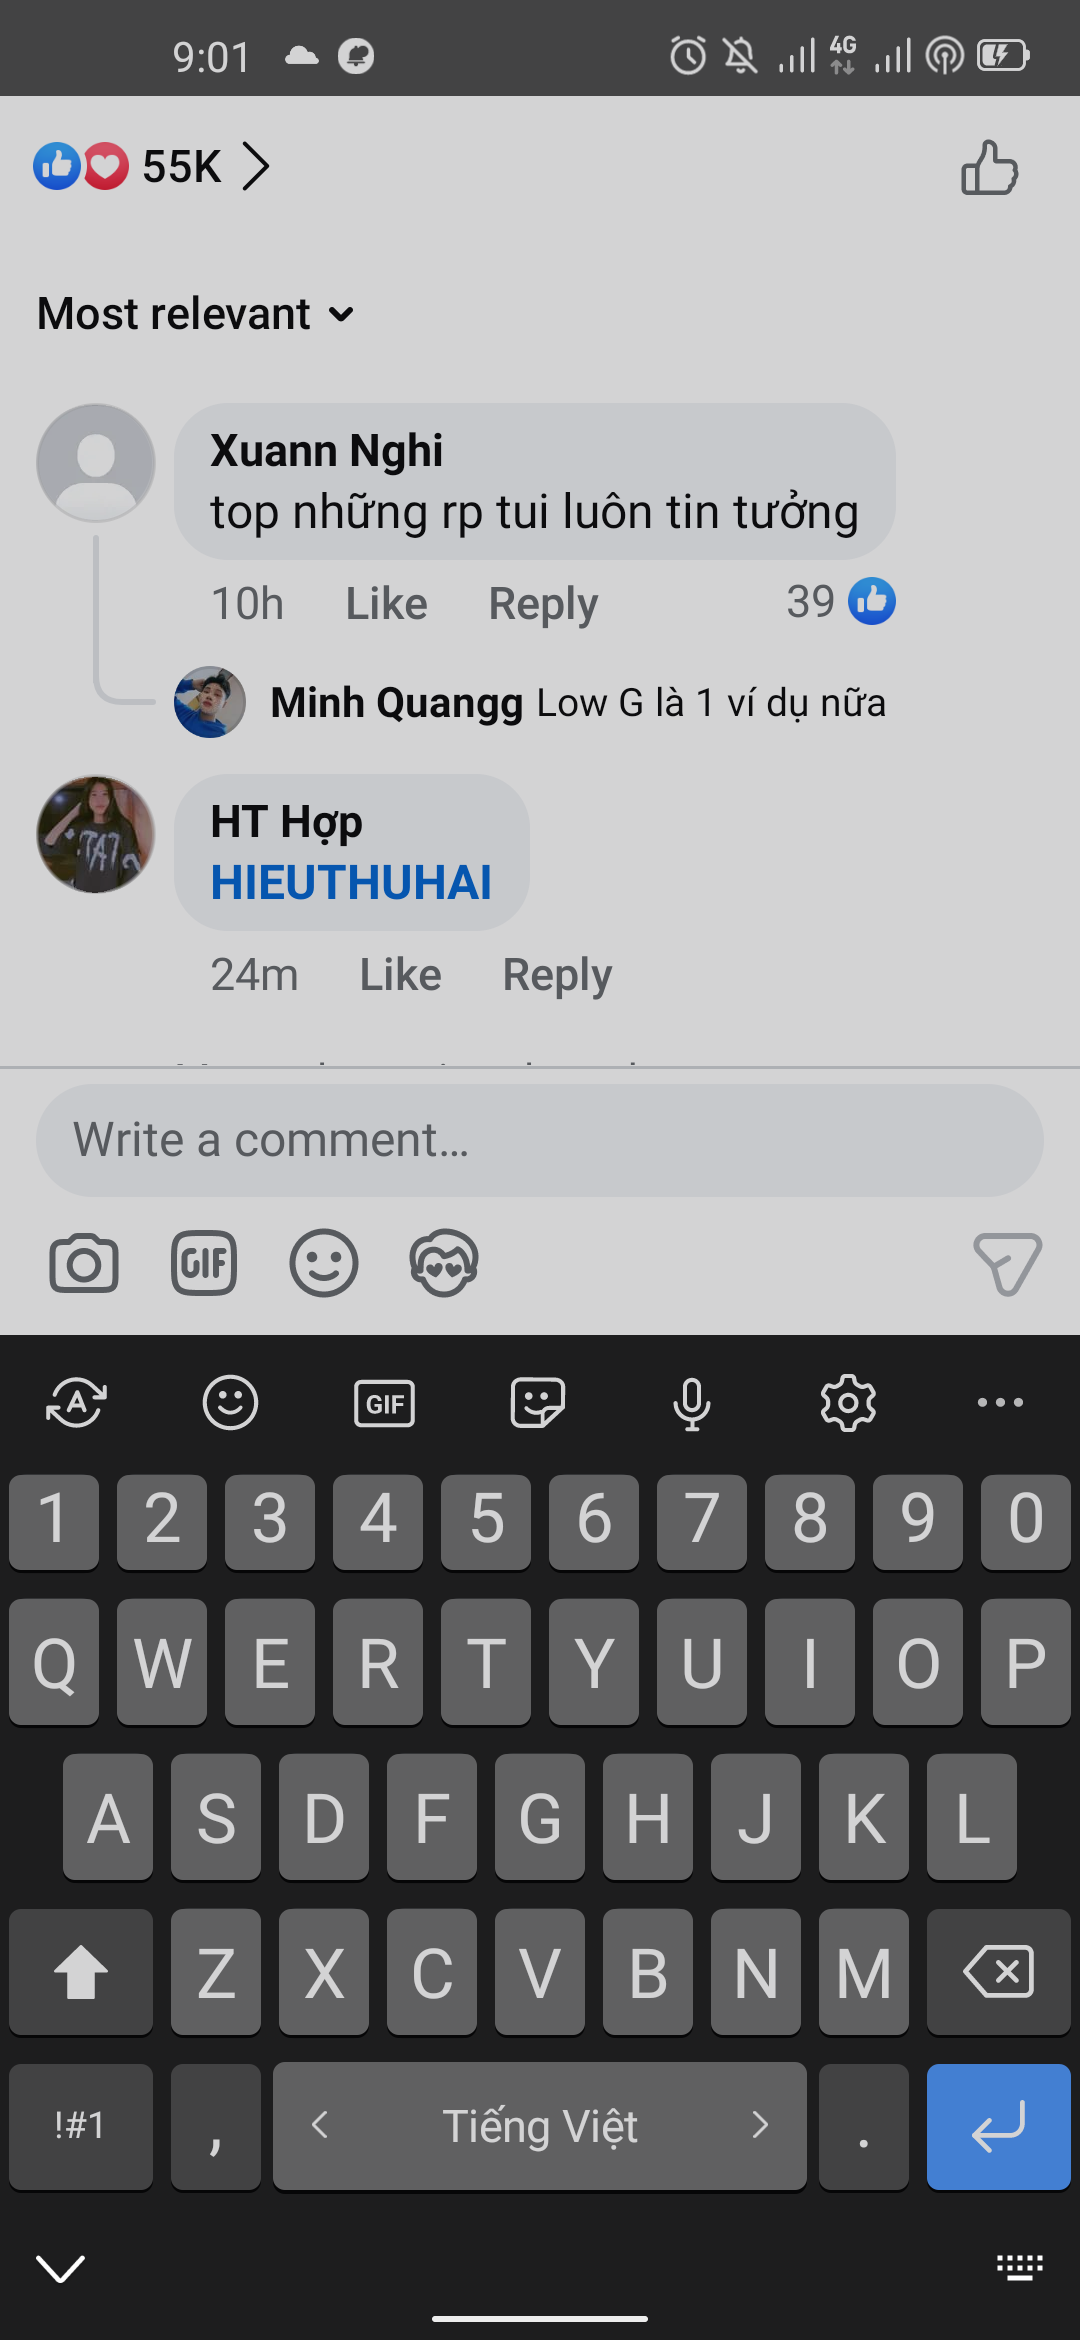 9:01
4G
55K
Most relevant
Xuann Nghi
top những rp tui luôn tin tưởng
10h Like Reply 39
Minh Quangg Low G là 1 ví dụ nữa
HT Hợp
HIEUTHUHAI
24m Like Reply
Write a comment...
GIF
A GIF
1 2 3 4 5 6 7 8 9 0
Q W E R T Y U I O P
A S D F G H J K L
Z X C V B N M
!#1 , < Tiếng Việt > .